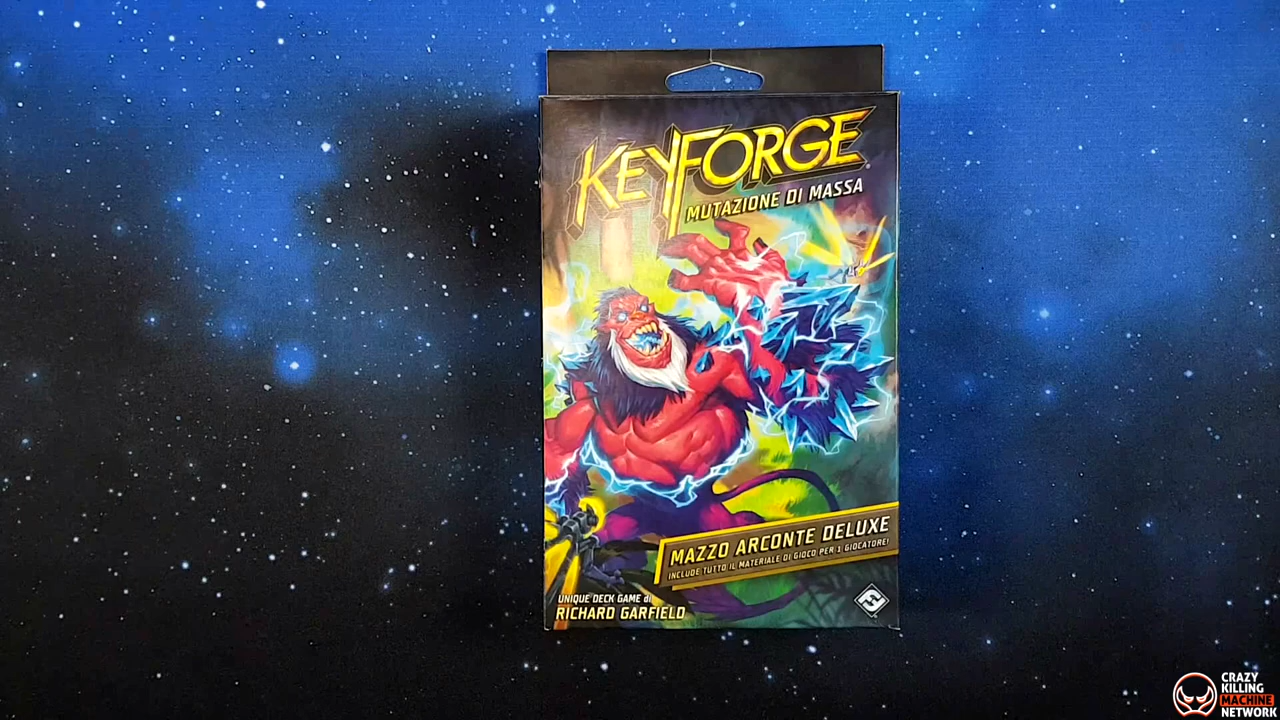 KEYFORGE
MUTAZIONE DI MASSA
MAZZO ARCONTE DELUXE
INCLUDE TUTTO IL MATERIALE DI GIOCO PER 1 GIOCATORE!
UNIQUE DECK GAME di
RICHARD GARFIELD
CRAZY
KILLING
MACHINE
NETWORK